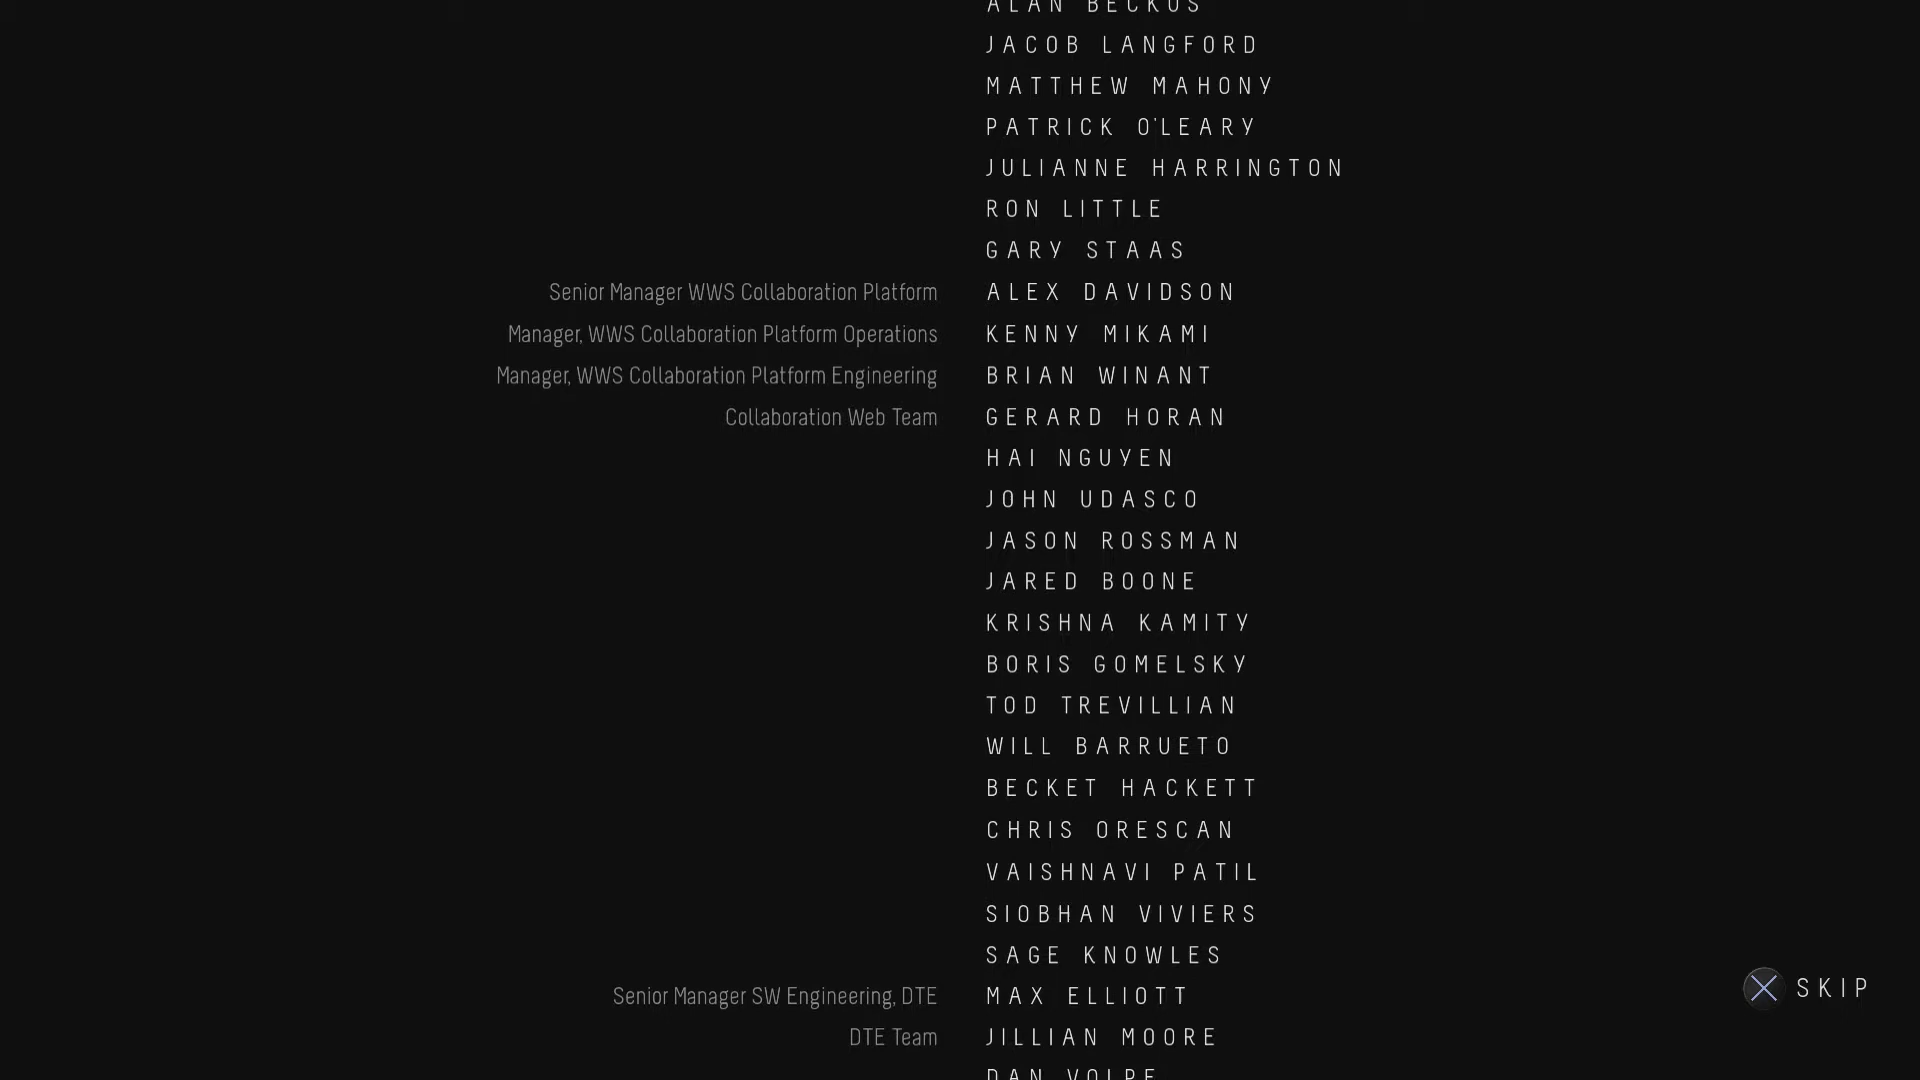 ALAN BECKUS
JACOB LANGFORD
MATTHEW MAHONY
PATRICK O'LEARY
JULIANNE HARRINGTON
RON LITTLE
GARY STAAS
Senior Manager WWS Collaboration Platform ALEX DAVIDSON
Manager, WWS Collaboration Platform Operations KENNY MIKAMI
Manager, WWS Collaboration Platform Engineering BRIAN WINANT
Collaboration Web Team GERARD HORAN
HAI NGUYEN
JOHN UDASCO
JASON ROSSMAN
JARED BOONE
KRISHNA KAMITY
BORIS GOMELSKY
TOD TREVILLIAN
WILL BARRUETO
BECKET HACKETT
CHRIS ORESCAN
VAISHNAVI PATIL
SIOBHAN VIVIERS
SAGE KNOWLES
Senior Manager SW Engineering, DTE MAX ELLIOTT
SKIP
DTE Team JILLIAN MOORE
DAN VOLPE